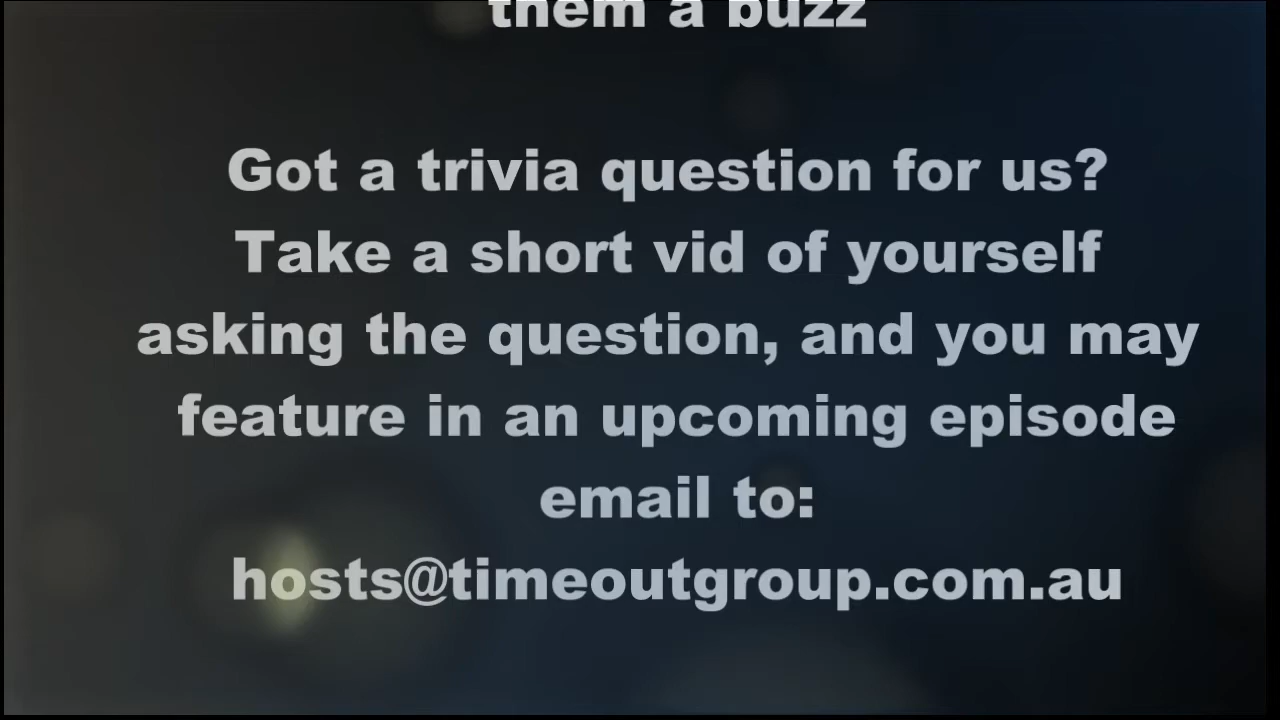 them a buzz
Got a trivia question for us?
Take a short vid of yourself
asking the question, and you may
feature in an upcoming episode
email to:
hosts@timeoutgroup.com.au